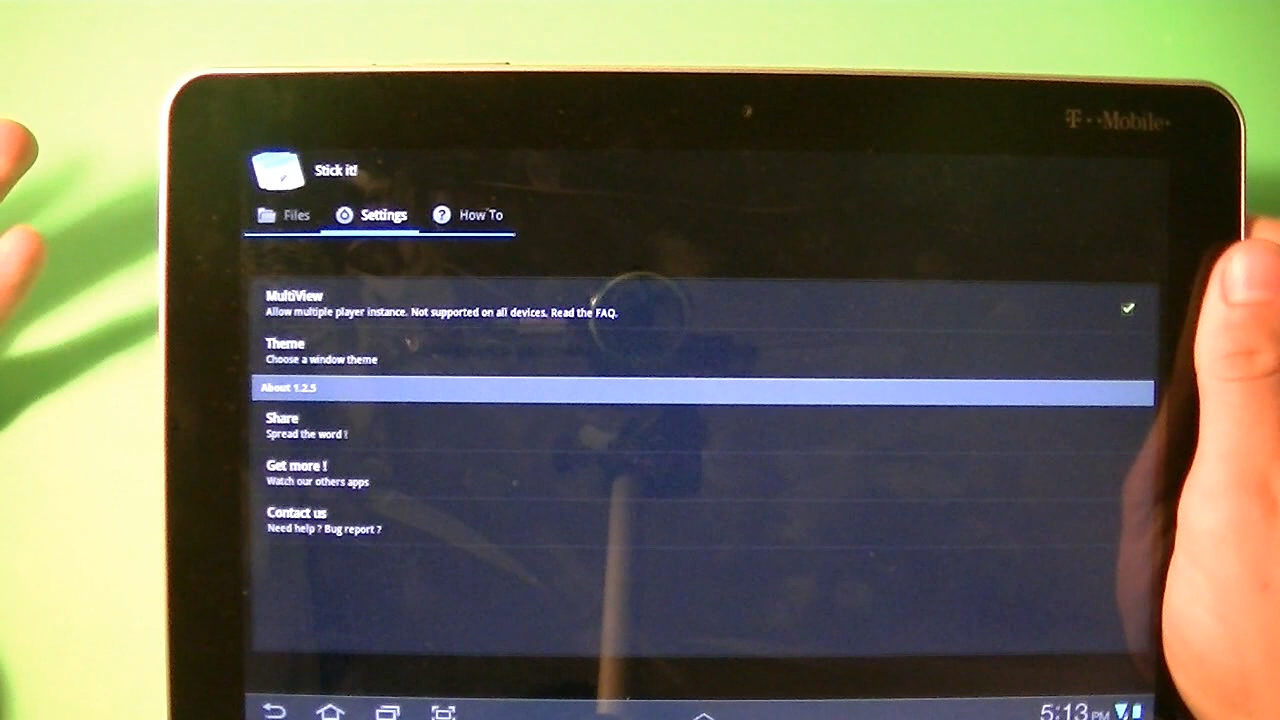 T··Mobile·
Stick it!
Files Settings ? How To
MultiView
Allow multiple player instance. Not supported on all devices. Read the FAQ.
Theme
Choose a window theme
About 1.2.5
Share
Spread the word !
Get more !
Watch our others apps
Contact us
Need help ? Bug report ?
5:13 PM